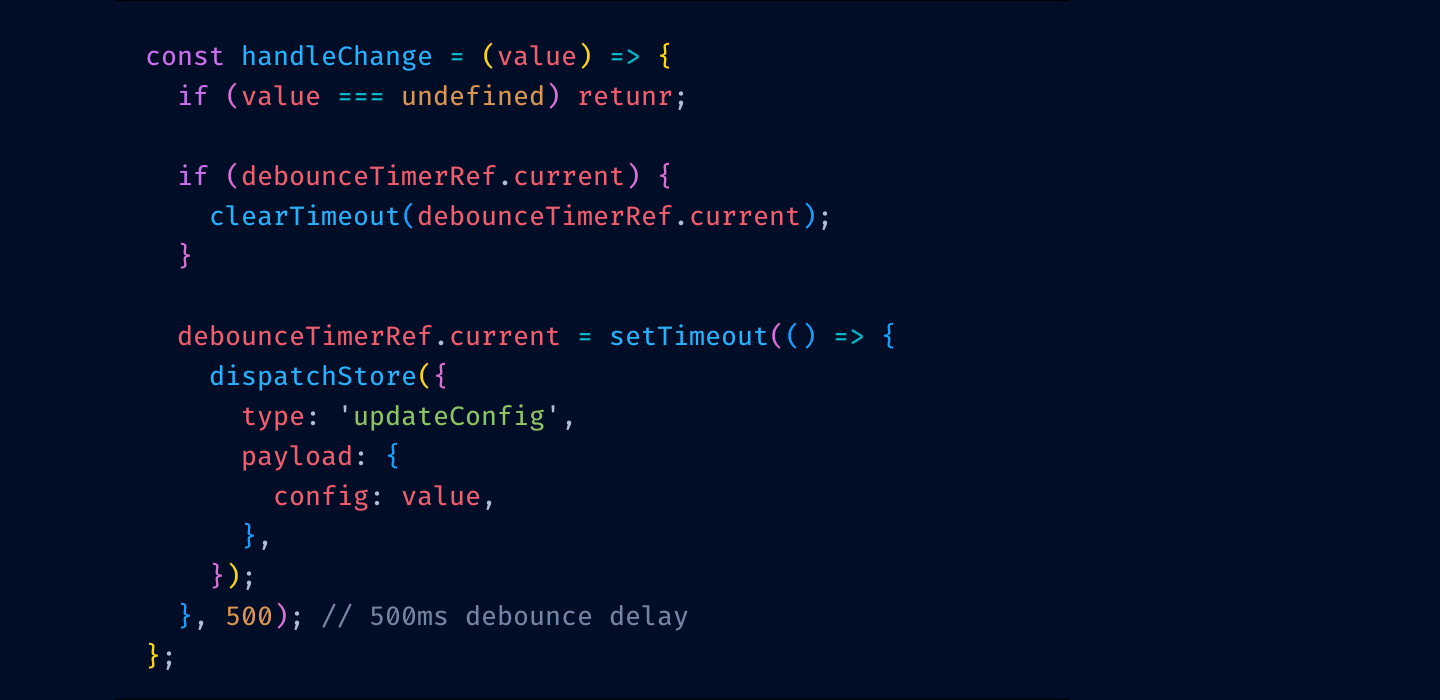 const handleChange = (value) => {
  if (value === undefined) retunr;

  if (debounceTimerRef.current) {
    clearTimeout(debounceTimerRef.current);
  }

  debounceTimerRef.current = setTimeout(() => {
    dispatchStore({
      type: 'updateConfig',
      payload: {
        config: value,
      },
    });
  }, 500); // 500ms debounce delay
};